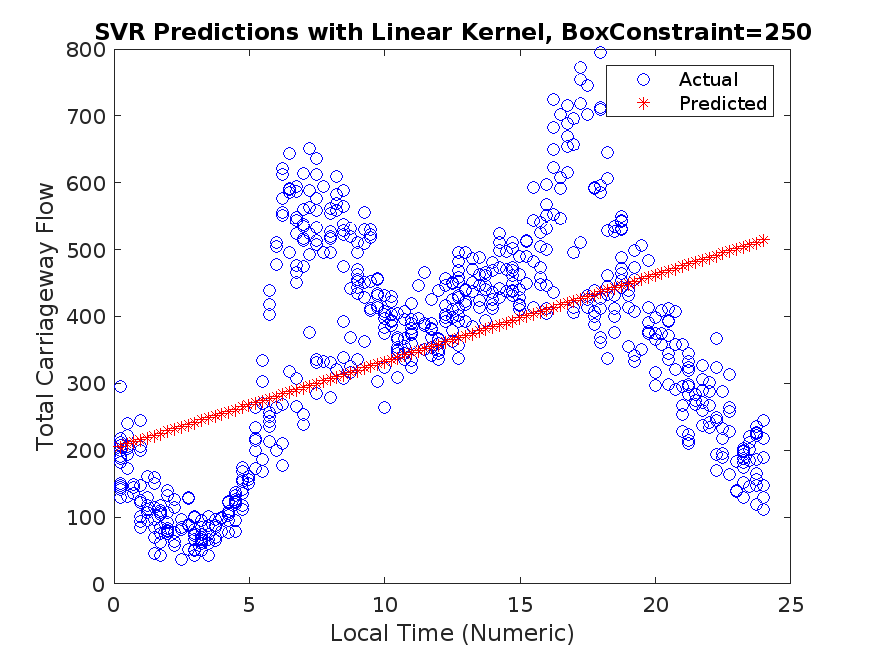 SVR Predictions with Linear Kernel, BoxConstraint=250
800
700
600
500
400
300
200
100
0
Total Carriageway Flow
Actual
Predicted
0 5 10 15 20 25
Local Time (Numeric)